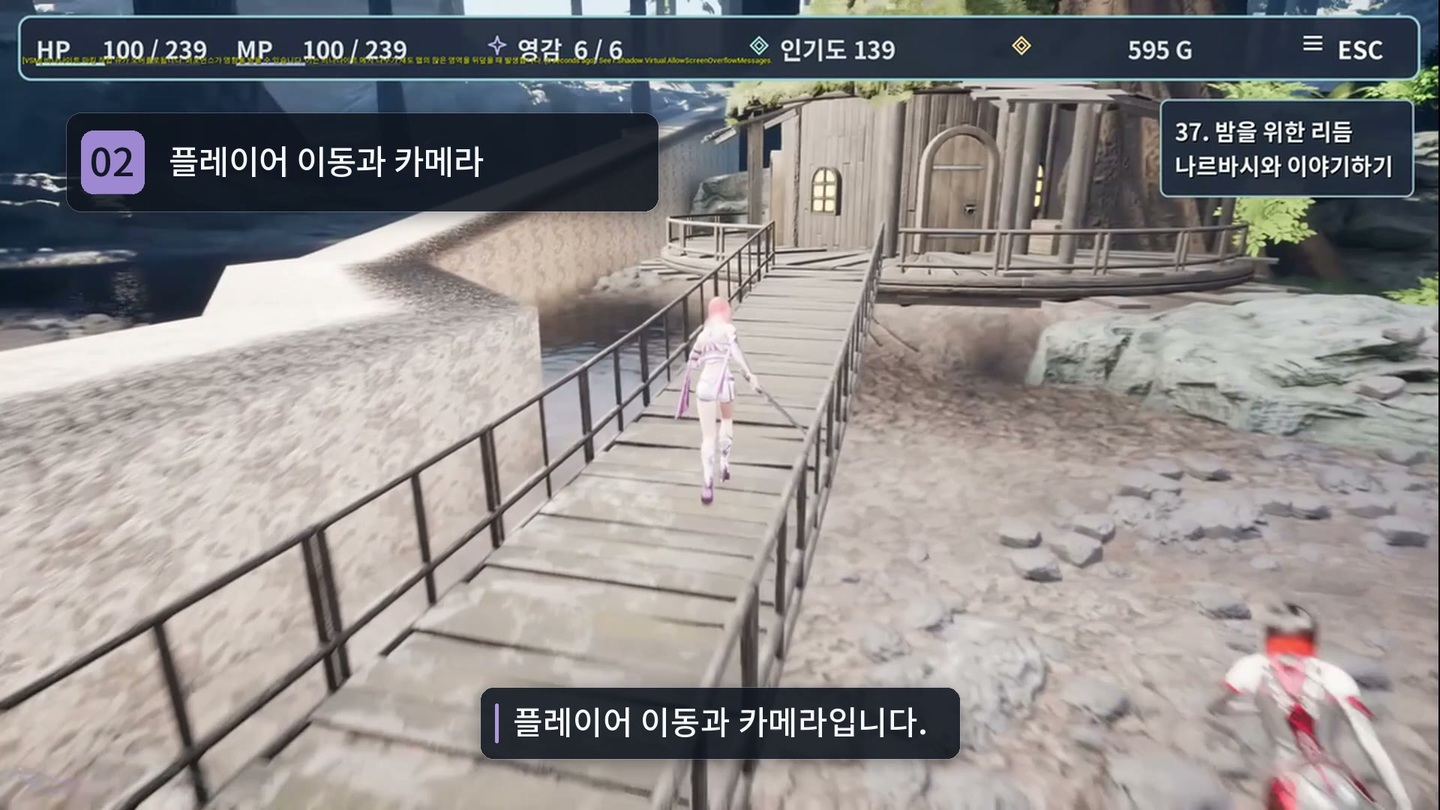 HP 100 / 239 MP 100 / 239 영감 6 / 6 인기도 139 595 G ESC
02 플레이어 이동과 카메라
37. 밤을 위한 리듬
나르바시와 이야기하기
플레이어 이동과 카메라입니다.